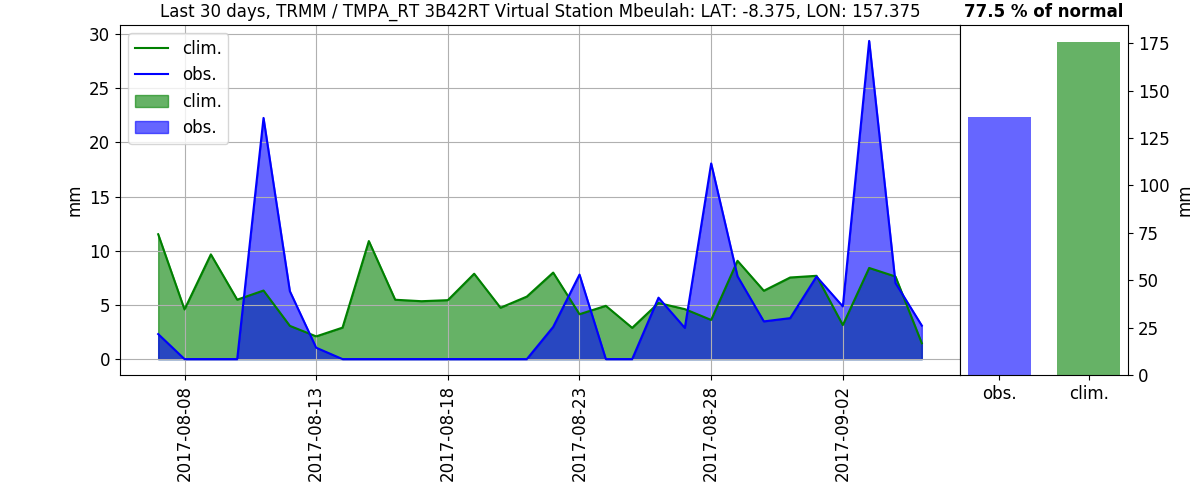 Last 30 days, TRMM / TMPA_RT 3B42RT Virtual Station Mbeulah: LAT: -8.375, LON: 157.375
77.5 % of normal
clim.
obs.
clim.
obs.
30
25
20
15
10
5
0
mm
2017-08-08
2017-08-13
2017-08-18
2017-08-23
2017-08-28
2017-09-02
175
150
125
100
75
50
25
0
mm
obs.
clim.